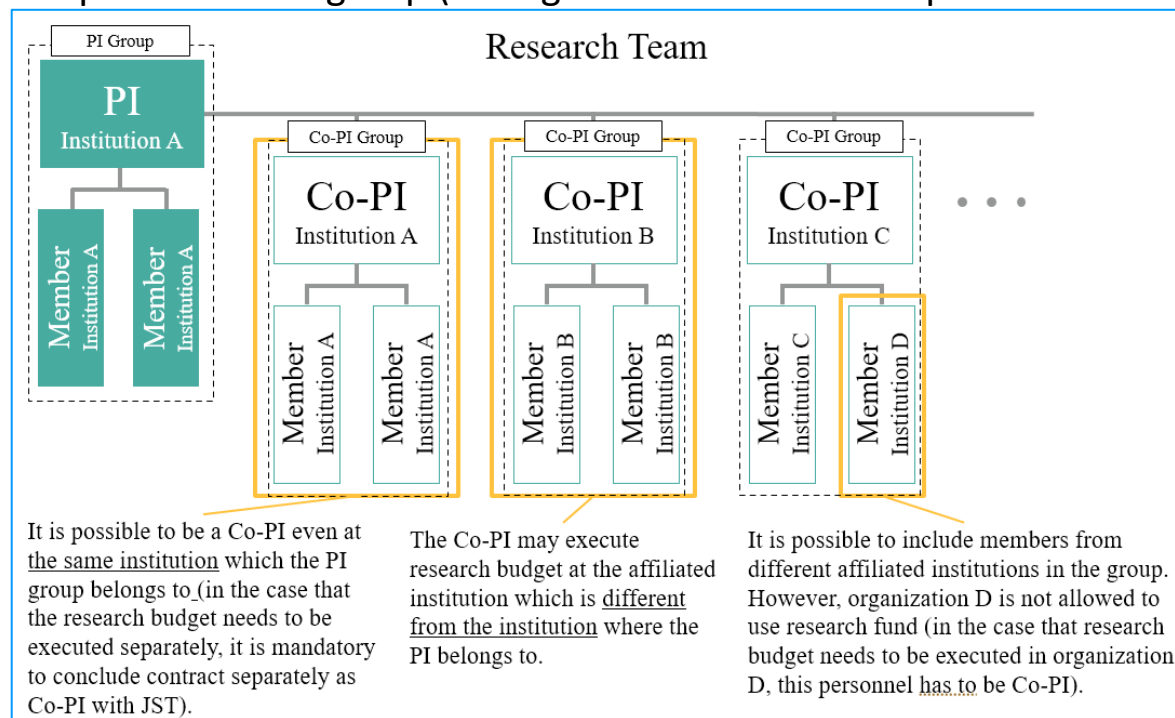 PI Group
Research Team
PI
Institution A
Member
Institution A
Member
Institution A
Co-PI Group
Co-PI
Institution A
Member
Institution A
Member
Institution A
Co-PI Group
Co-PI
Institution B
Member
Institution B
Member
Institution B
Co-PI Group
Co-PI
Institution C
Member
Institution C
Member
Institution D
• • •
It is possible to be a Co-PI even at
the same institution which the PI
group belongs to (in the case that
the research budget needs to be
executed separately, it is mandatory
to conclude contract separately as
Co-PI with JST).
The Co-PI may execute
research budget at the affiliated
institution which is different
from the institution where the
PI belongs to.
It is possible to include members from
different affiliated institutions in the group.
However, organization D is not allowed to
use research fund (in the case that research
budget needs to be executed in organization
D, this personnel has to be Co-PI).